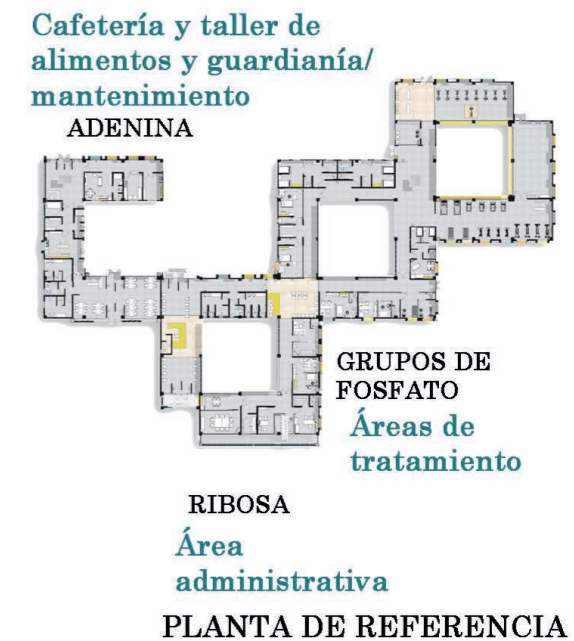 Cafetería y taller de
alimentos y guardianía/
mantenimiento
ADENINA
GRUPOS DE
FOSFATO
Áreas de
tratamiento
RIBOSA
Área
administrativa
PLANTA DE REFERENCIA